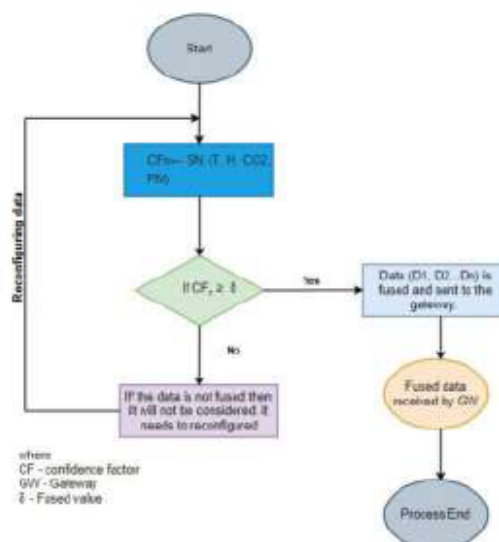 Start
Reconfiguring data
CFn← SN (T, H, CO2,
PM)
If CFn ≥ δ
Yes
Data (D1, D2...Dn) is
fused and sent to the
gateway.
No
IF the data is not fused then
it will not be considered. It
needs to reconfigured
Fused data
received by GW
Process End
where
CF - confidence factor
GW - Gateway
δ - Fused value